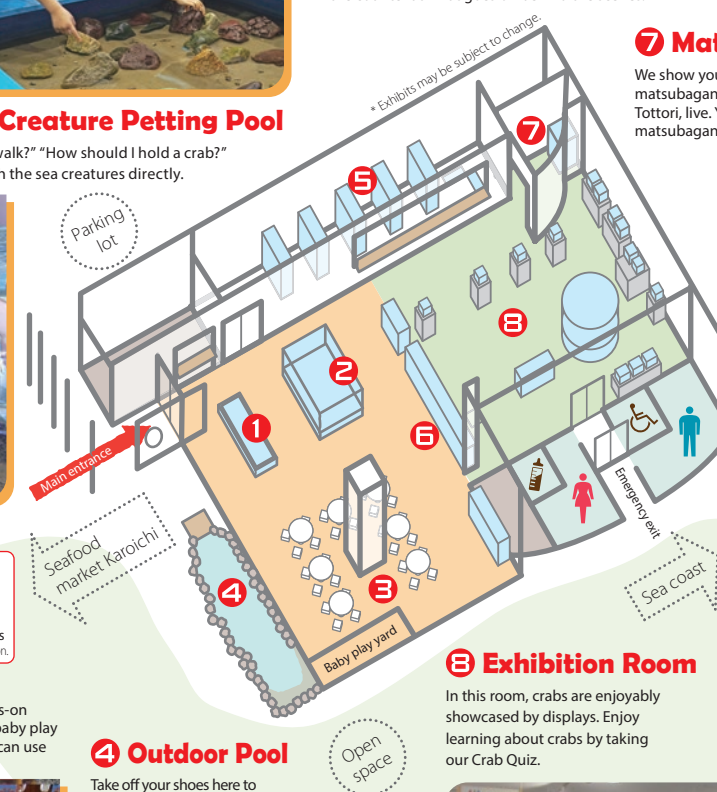 * Exhibits may be subject to change.
7 Mat
We show you
matsubagan
Tottori, live. Y
matsubagan
Creature Petting Pool
walk?” “How should I hold a crab?”
h the sea creatures directly.
Parking
lot
7
5
8
2
1
6
Main entrance
Emergency exit
Seafood
market Karoichi
4
3
Sea coast
Baby play yard
s
on.
8 Exhibition Room
In this room, crabs are enjoyably
showcased by displays. Enjoy
learning about crabs by taking
our Crab Quiz.
s-on
baby play
can use
4 Outdoor Pool
Take off your shoes here to
Open
space